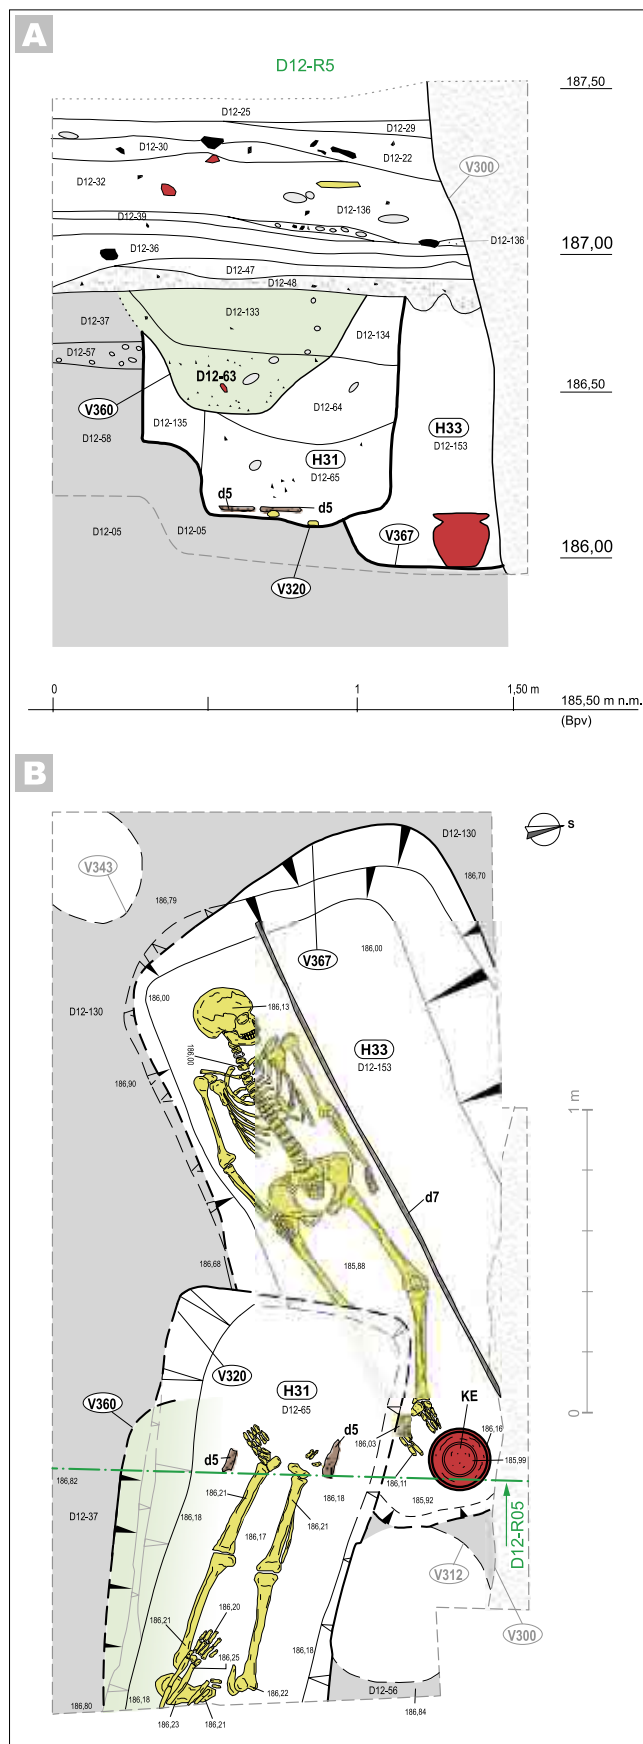 A
D12-R5
187,50
D12-25
D12-29
D12-30
D12-22
V300
D12-32
D12-136
D12-39
D12-136
187,00
D12-36
D12-47
D12-48
D12-37
D12-133
D12-134
D12-57
D12-63
186,50
V360
D12-64
H33
D12-58
D12-135
D12-153
H31
D12-65
d5
d5
D12-05
D12-05
V367
186,00
V320
0
1
1,50 m
185,50 m n.m.
(Bpv)
B
D12-130
S
V343
186,70
186,79
V367
186,00
186,00
186,13
D12-130
186,00
H33
D12-153
186,90
1 m
d7
186,68
185,88
V320
H31
D12-65
V360
KE
d5
d5
186,03
186,16
185,99
186,82
186,11
186,21
186,18
185,92
D12-37
186,18
186,17
186,21
D12-R05
V312
186,20
186,21
V300
186,25
186,18
186,22
D12-56
186,80
186,18
186,23
186,21
186,84
0